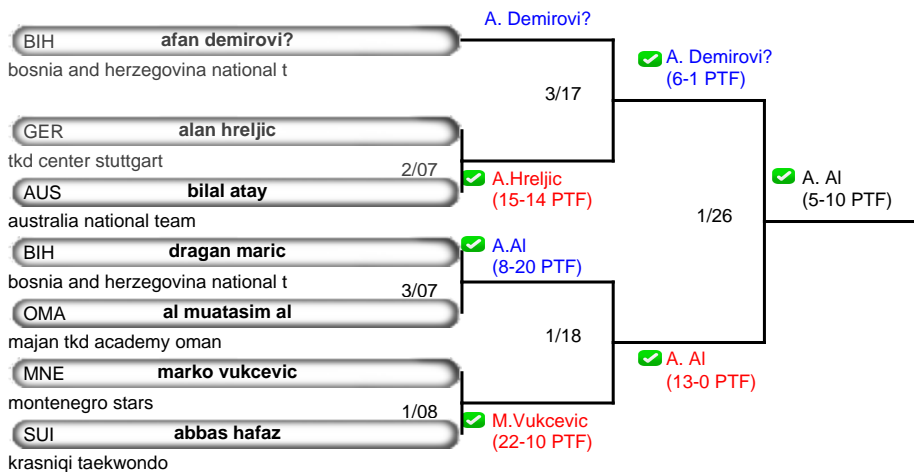 A. Demirovi?
BIH afan demirovi?
bosnia and herzegovina national t
A. Demirovi?
(6-1 PTF)
3/17
GER alan hreljic
tkd center stuttgart
2/07
AUS bilal atay
australia national team
A.Hreljic
(15-14 PTF)
A. Al
(5-10 PTF)
1/26
BIH dragan maric
bosnia and herzegovina national t
A.Al
(8-20 PTF)
3/07
OMA al muatasim al
majan tkd academy oman
1/18
A. Al
(13-0 PTF)
MNE marko vukcevic
montenegro stars
1/08
SUI abbas hafaz
krasniqi taekwondo
M.Vukcevic
(22-10 PTF)